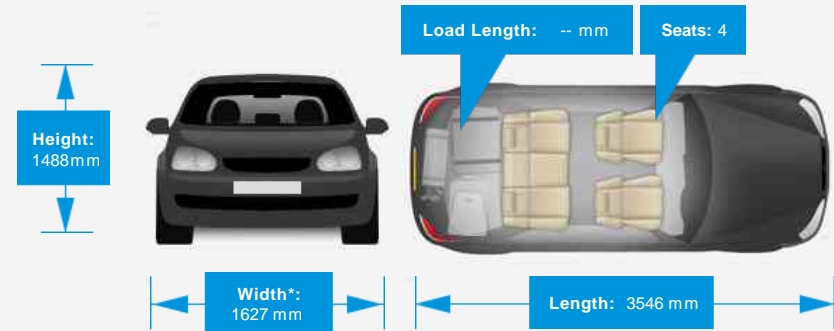 Load Length: -- mm
Seats: 4
Height:
1488mm
Width*:
1627 mm
Length: 3546 mm